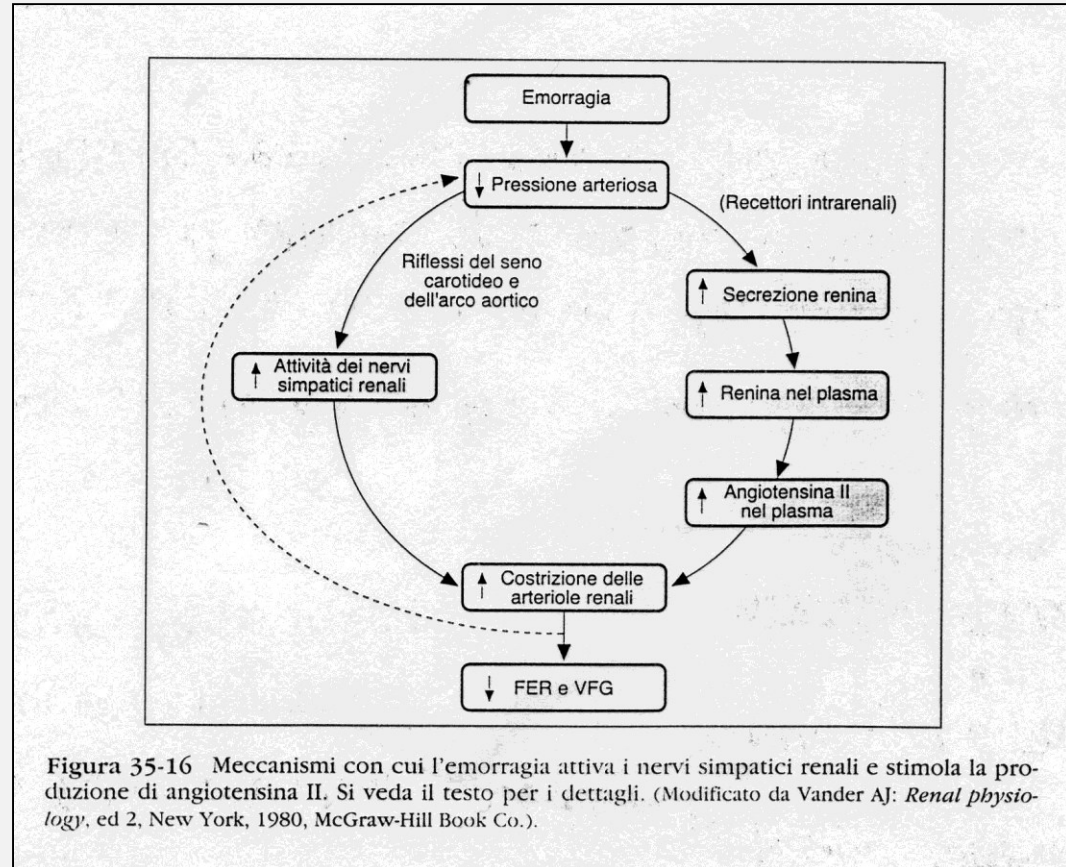 Emorragia
↓ Pressione arteriosa
(Recettori intrarenali)
Riflessi del seno
carotideo e
dell'arco aortico
↑ Secrezione renina
↑ Attività dei nervi
simpatici renali
↑ Renina nel plasma
↑ Angiotensina II
nel plasma
↑ Costrizione delle
arteriole renali
↓ FER e VFG
Figura 35-16 Meccanismi con cui l'emorragia attiva i nervi simpatici renali e stimola la pro-
duzione di angiotensina II. Si veda il testo per i dettagli. (Modificato da Vander AJ: Renal physio-
logy, ed 2, New York, 1980, McGraw-Hill Book Co.).